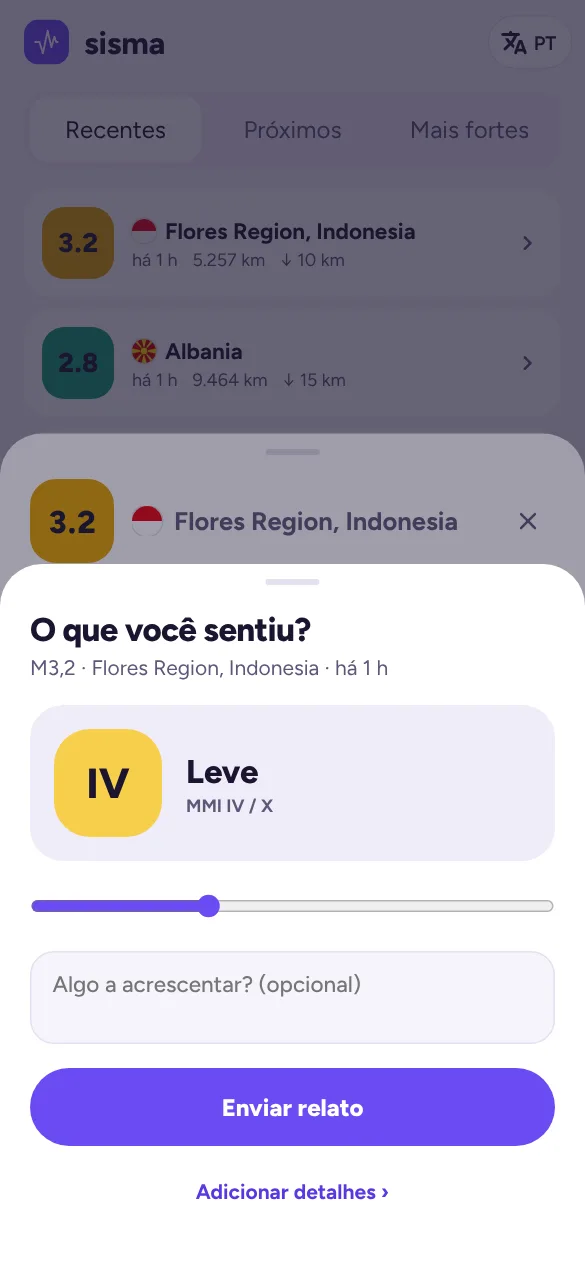 sisma
PT
Recentes
Próximos
Mais fortes
3.2
Flores Region, Indonesia
há 1 h 5.257 km ↓ 10 km
2.8
Albania
há 1 h 9.464 km ↓ 15 km
3.2
Flores Region, Indonesia
O que você sentiu?
M3,2 · Flores Region, Indonesia · há 1 h
IV
Leve
MMI IV / X
Algo a acrescentar? (opcional)
Enviar relato
Adicionar detalhes ›